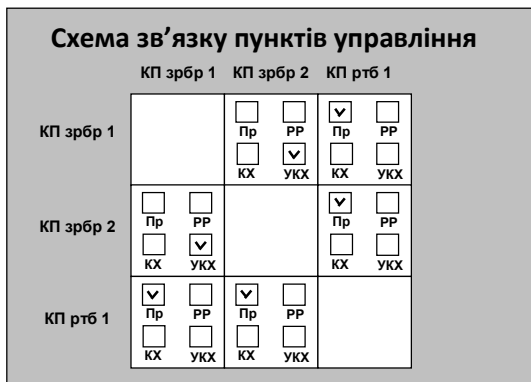 Схема зв’язку пунктів управління
КП зрбр 1 КП зрбр 2 КП ртб 1
КП зрбр 1
Пр РР Пр РР
КХ УКХ КХ УКХ
КП зрбр 2
Пр РР Пр РР
КХ УКХ КХ УКХ
КП ртб 1
Пр РР Пр РР
КХ УКХ КХ УКХ